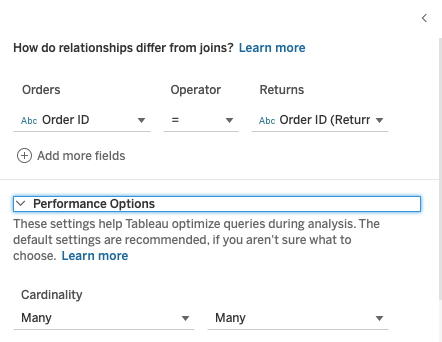 How do relationships differ from joins? Learn more
Orders Operator Returns
Abc Order ID = Abc Order ID (Returr
Add more fields
Performance Options
These settings help Tableau optimize queries during analysis. The
default settings are recommended, if you aren't sure what to
choose. Learn more
Cardinality
Many Many